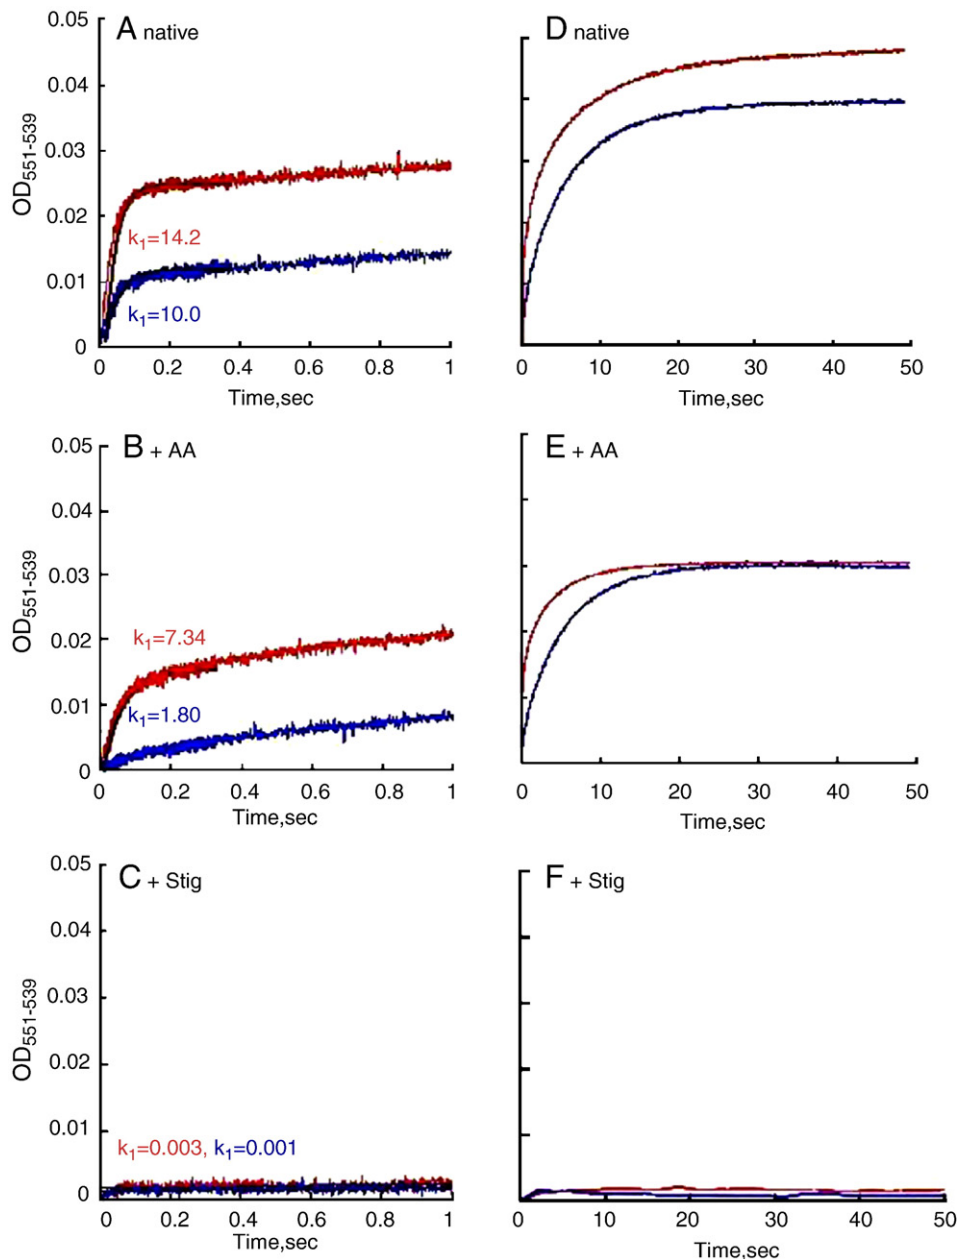 A native
0.05
0.04
0.03
0.02
0.01
0
OD551-539
k1=14.2
k1=10.0
0 0.2 0.4 0.6 0.8 1
Time,sec
D native
0 10 20 30 40 50
Time,sec
B + AA
0.05
0.04
0.03
0.02
0.01
0
OD551-539
k1=7.34
k1=1.80
0 0.2 0.4 0.6 0.8 1
Time,sec
E + AA
0 10 20 30 40 50
Time,sec
C + Stig
0.05
0.04
0.03
0.02
0.01
0
OD551-539
k1=0.003, k1=0.001
0 0.2 0.4 0.6 0.8 1
Time,sec
F + Stig
0 10 20 30 40 50
Time,sec